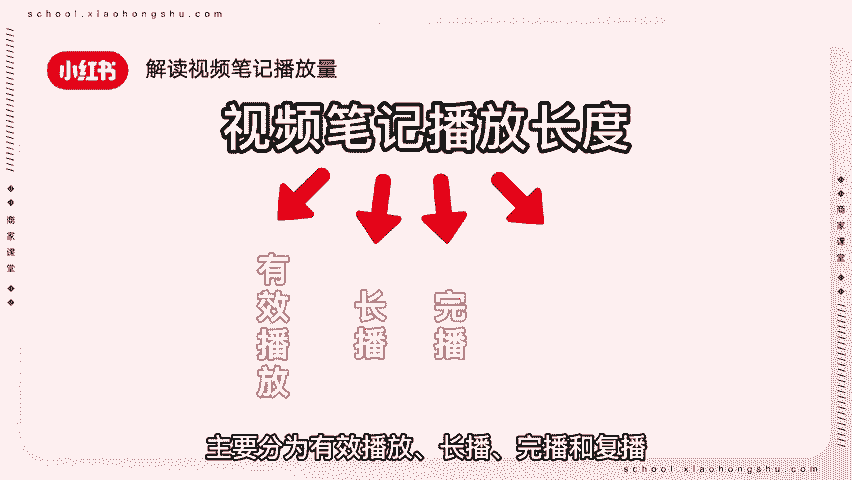 school.xiaohongshu.com
小红书
解读视频笔记播放量
视频笔记播放长度
有效播放
长播
完播
商家课堂
商家课堂
主要分为有效播放、长播、完播和复播
school.xiaohongshu.com